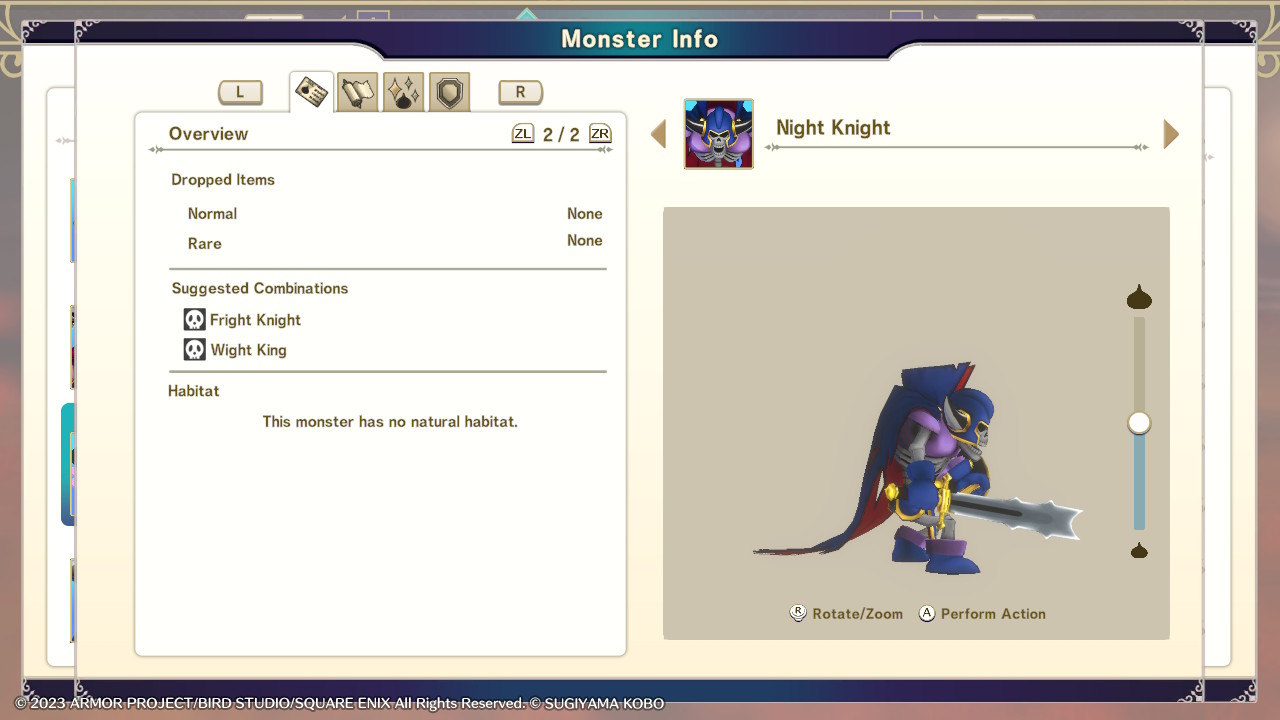 Monster Info
L
R
Overview
ZL 2 / 2 ZR
Dropped Items
Normal None
Rare None
Suggested Combinations
Fright Knight
Wight King
Habitat
This monster has no natural habitat.
Night Knight
R Rotate/Zoom A Perform Action
© 2023 ARMOR PROJECT/BIRD STUDIO/SQUARE ENIX All Rights Reserved. © SUGIYAMA KOBO